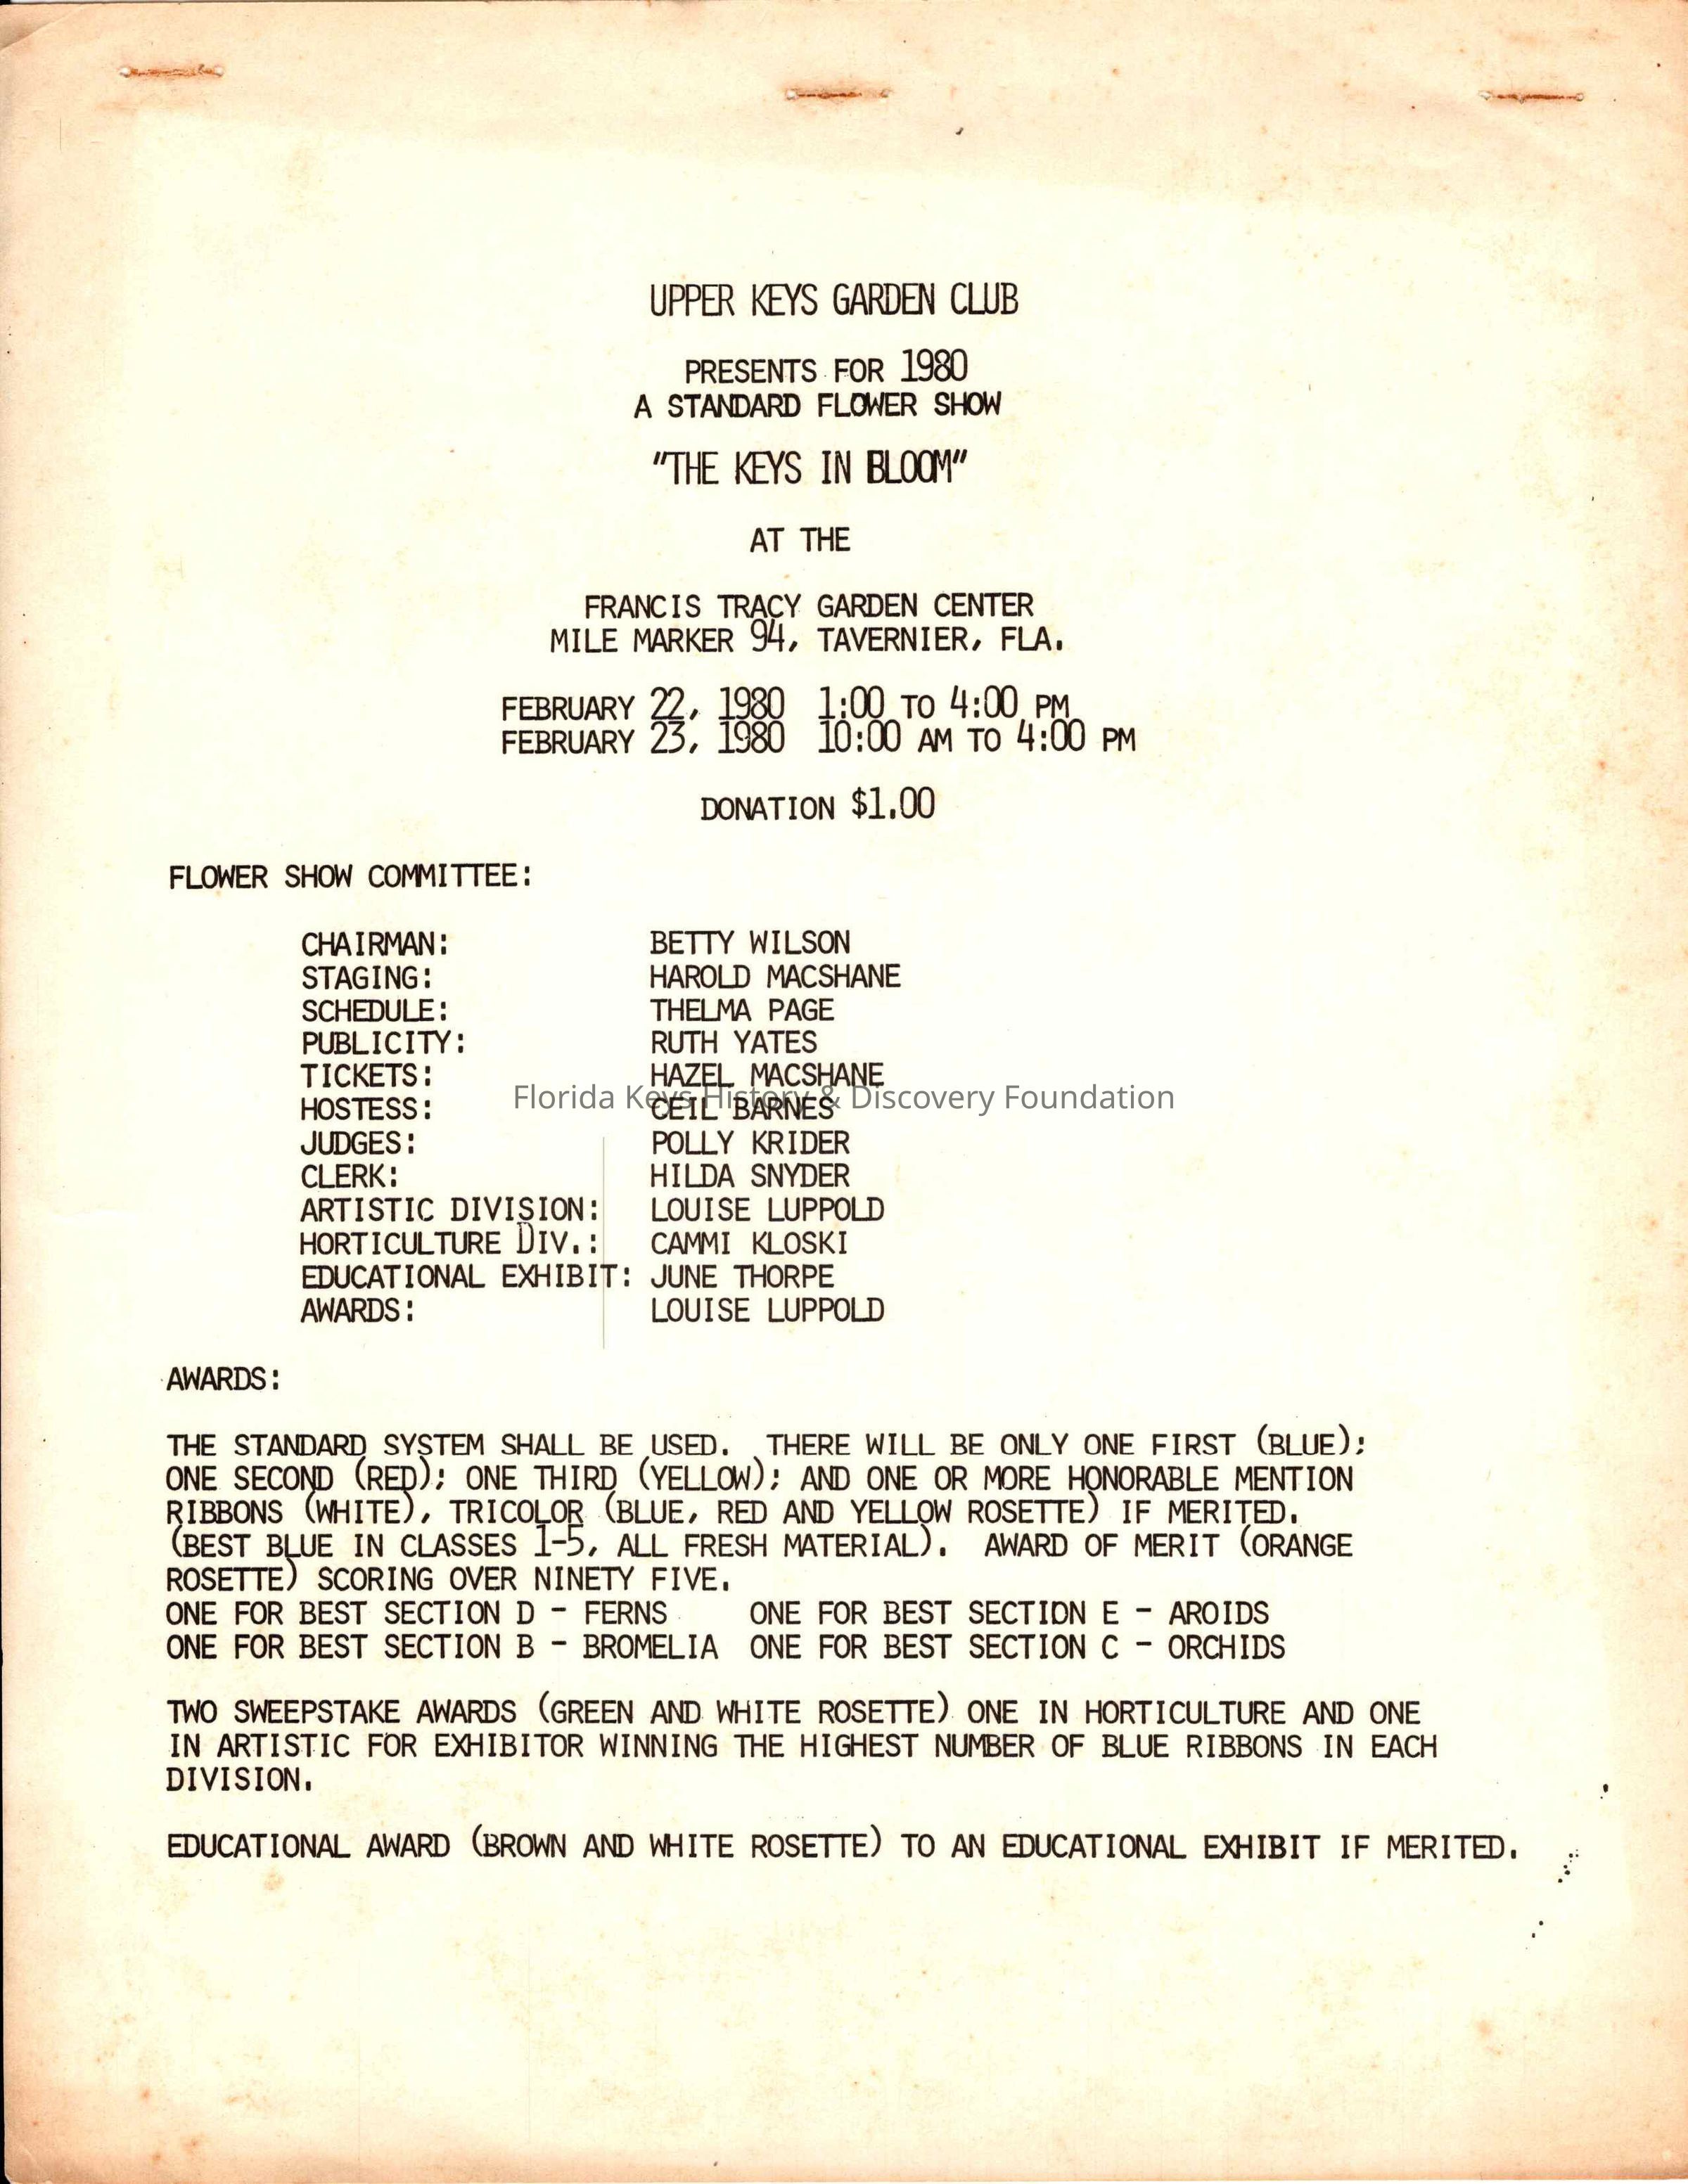 UPPER KEYS GARDEN CLUB
PRESENTS FOR 1980
A STANDARD FLOWER SHOW
"THE KEYS IN BLOOM"
AT THE
FRANCIS TRACY GARDEN CENTER
MILE MARKER 94, TAVERNIER, FLA.
FEBRUARY 22, 1980 1:00 TO 4:00 PM
FEBRUARY 23, 1980 10:00 AM TO 4:00 PM
DONATION $1.00
FLOWER SHOW COMMITTEE:
CHAIRMAN: BETTY WILSON
STAGING: HAROLD MACSHANE
SCHEDULE: THELMA PAGE
PUBLICITY: RUTH YATES
TICKETS: HAZEL MACSHANE
Florida Keys History & Discovery Foundation
HOSTESS: CEIL BARNES
JUDGES: POLLY KRIDER
CLERK: HILDA SNYDER
ARTISTIC DIVISION: LOUISE LUPPOLD
HORTICULTURE DIV.: CAMMI KLOSKI
EDUCATIONAL EXHIBIT: JUNE THORPE
AWARDS: LOUISE LUPPOLD
AWARDS:
THE STANDARD SYSTEM SHALL BE USED. THERE WILL BE ONLY ONE FIRST (BLUE);
ONE SECOND (RED); ONE THIRD (YELLOW); AND ONE OR MORE HONORABLE MENTION
RIBBONS (WHITE), TRICOLOR (BLUE, RED AND YELLOW ROSETTE) IF MERITED.
(BEST BLUE IN CLASSES 1-5, ALL FRESH MATERIAL). AWARD OF MERIT (ORANGE
ROSETTE) SCORING OVER NINETY FIVE.
ONE FOR BEST SECTION D - FERNS ONE FOR BEST SECTION E - AROIDS
ONE FOR BEST SECTION B - BROMELIA ONE FOR BEST SECTION C - ORCHIDS
TWO SWEEPSTAKE AWARDS (GREEN AND WHITE ROSETTE) ONE IN HORTICULTURE AND ONE
IN ARTISTIC FOR EXHIBITOR WINNING THE HIGHEST NUMBER OF BLUE RIBBONS IN EACH
DIVISION.
EDUCATIONAL AWARD (BROWN AND WHITE ROSETTE) TO AN EDUCATIONAL EXHIBIT IF MERITED.